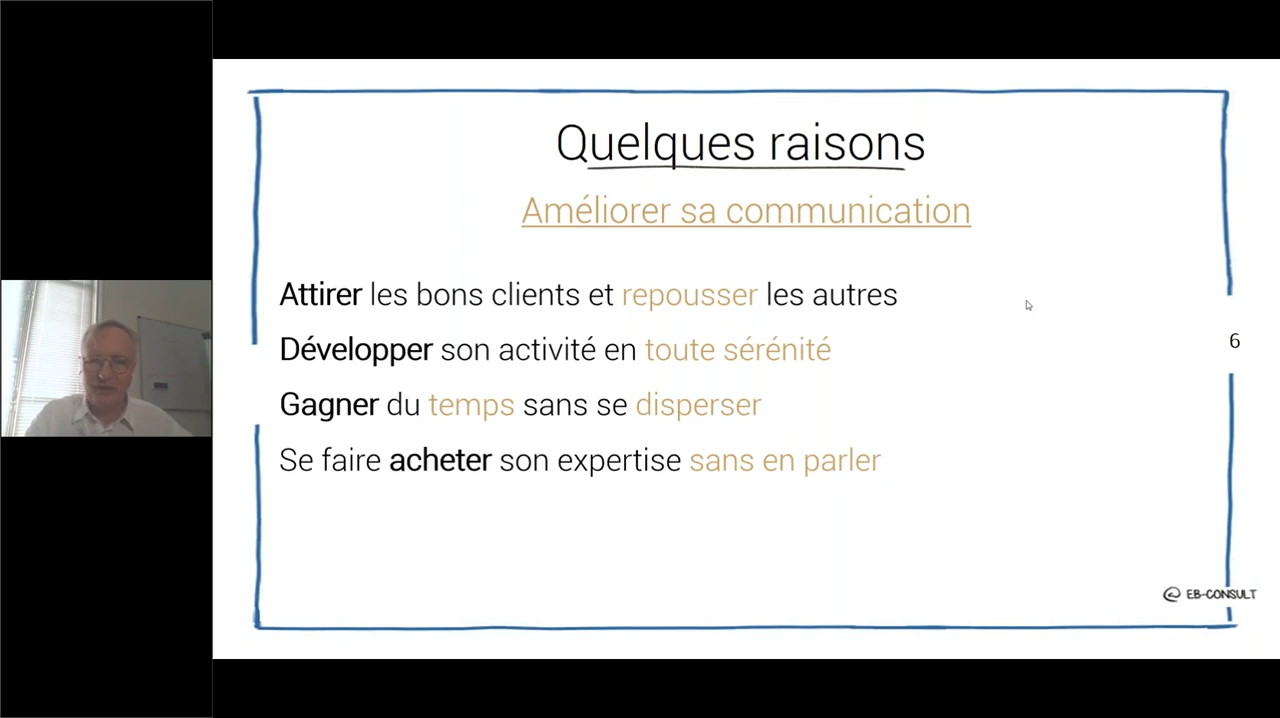 Quelques raisons
Améliorer sa communication
Attirer les bons clients et repousser les autres
Développer son activité en toute sérénité
Gagner du temps sans se disperser
Se faire acheter son expertise sans en parler
6
@ EB-CONSULT